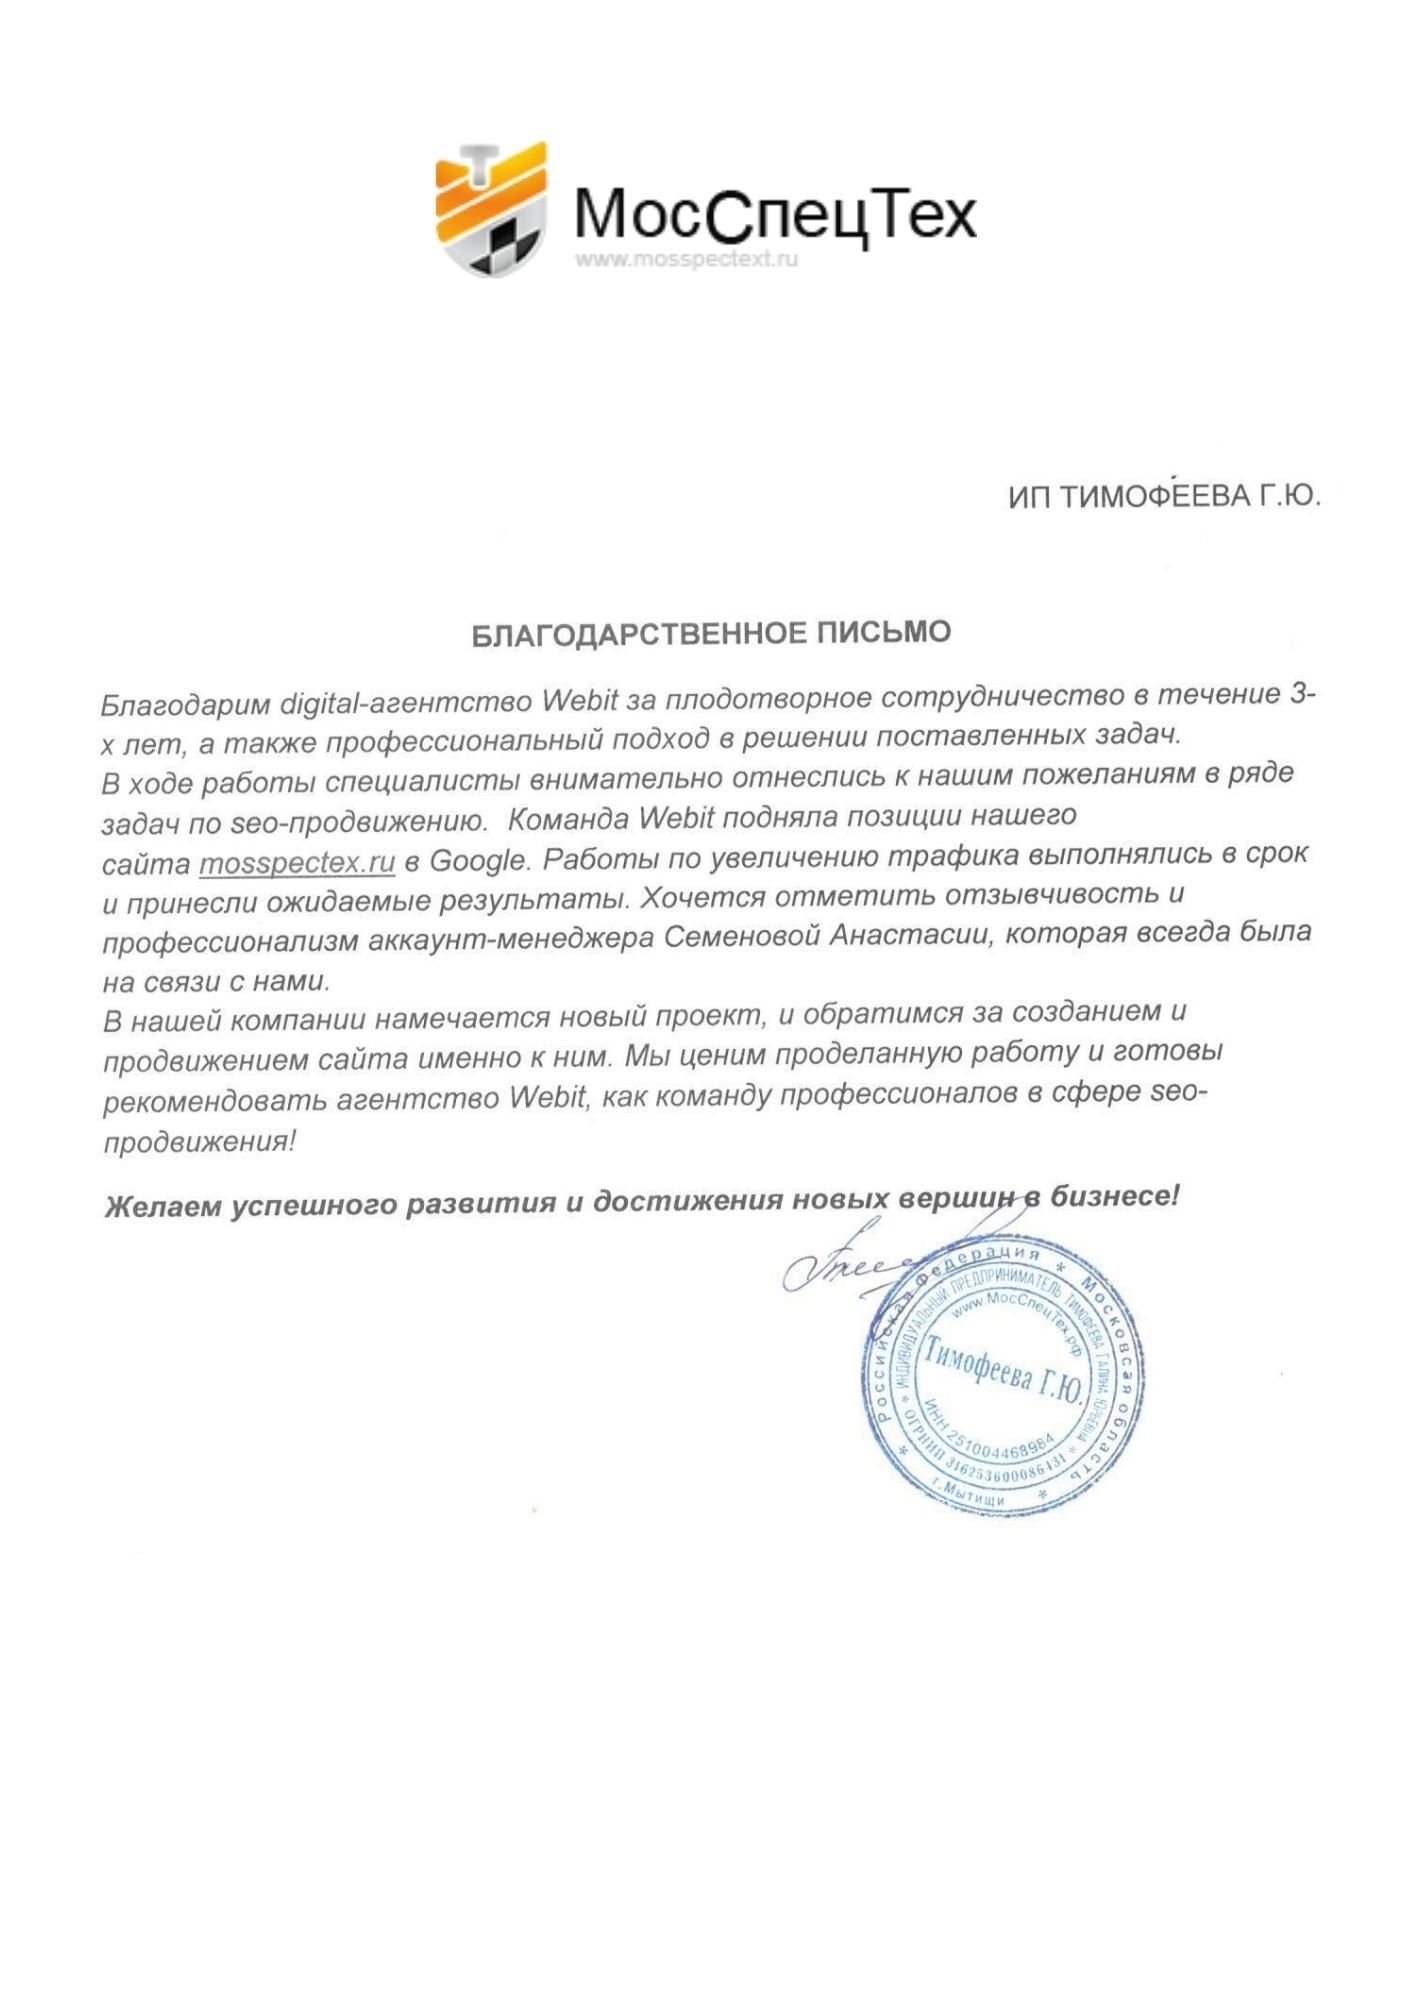 МосСпецТех
www.mosspectext.ru
ИП ТИМОФЕЕВА Г.Ю.
БЛАГОДАРСТВЕННОЕ ПИСЬМО
Благодарим digital-агентство Webit за плодотворное сотрудничество в течение 3-
х лет, а также профессиональный подход в решении поставленных задач.
В ходе работы специалисты внимательно отнеслись к нашим пожеланиям в ряде
задач по seo-продвижению. Команда Webit подняла позиции нашего
сайта mosspectex.ru в Google. Работы по увеличению трафика выполнялись в срок
и принесли ожидаемые результаты. Хочется отметить отзывчивость и
профессионализм аккаунт-менеджера Семеновой Анастасии, которая всегда была
на связи с нами.
В нашей компании намечается новый проект, и обратимся за созданием и
продвижением сайта именно к ним. Мы ценим проделанную работу и готовы
рекомендовать агентство Webit, как команду профессионалов в сфере seo-
продвижения!
Желаем успешного развития и достижения новых вершин в бизнесе!
* Российская Федерация * Московсая область *
г.Мытищи
* ИНДИВИДУАЛЬНЫЙ ПРЕДПРИНИМАТЕЛЬ ТИМОФЕЕВА ГАЛИНА ЮРЬЕВНА *
ОГРНИП 316253600086431
www.МосСпецТех.рф
Тимофеева Г.Ю.
ИНН 251004468984